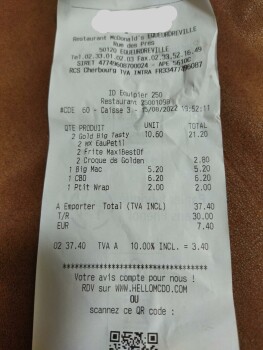 Restaurant McDonald's EQUEURDREVILLE
Rue des Prés
50120 EQUEURDREVILLE
Tel.02.33.01.02.03 Fax.02.33.52.16.49
SIRET 47749608700024 - APE 5610C
RCS Cherbourg TVA INTRA
ID Equipier 250
Restaurant
CDE 60 - Caisse 3 - 15/06/2022 10:52:11
QTE PRODUIT UNIT TOTAL
2 Gold Big Tasty 10.60 21.20
2 mx EauPetil
2 Frite MaxiBestOf
2 Croque de Golden 2.80
1 Big Mac 5.20 5.20
1 CBO 6.20 6.20
1 Ptit Wrap 2.00 2.00
A Emporter Total (TVA INCL) 37.40
T/R 30.00
EUR 7.40
02 37.40 TVA A 10.00% INCL. = 3.40
****************************************
Votre avis compte pour nous !
RDV sur WWW.HELLOMCDO.COM
OU
scannez ce QR code :